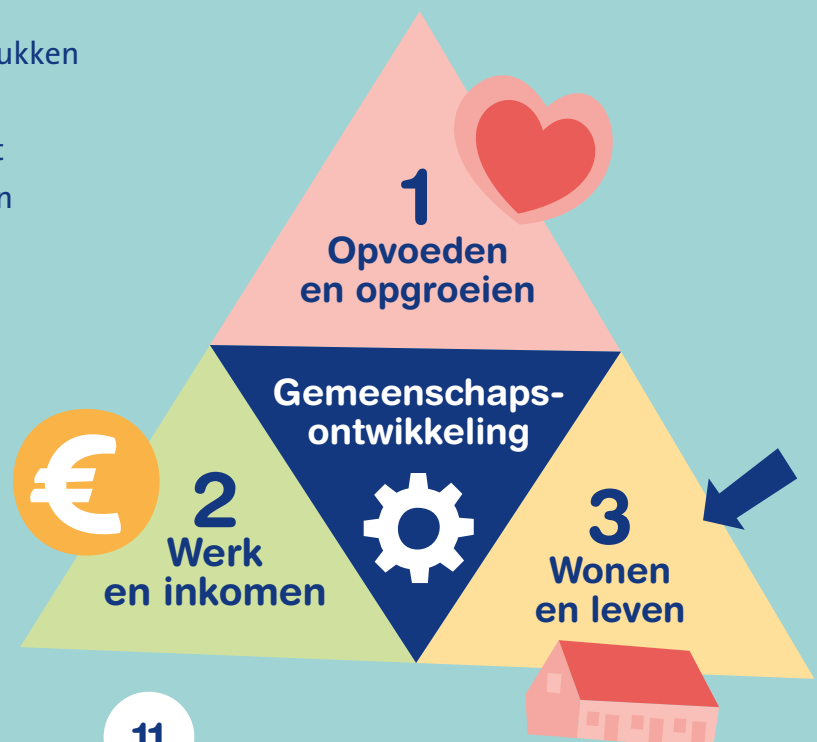 1
Opvoeden
en opgroeien
Gemeenschaps-
ontwikkeling
€
2
Werk
en inkomen
3
Wonen
en leven
11